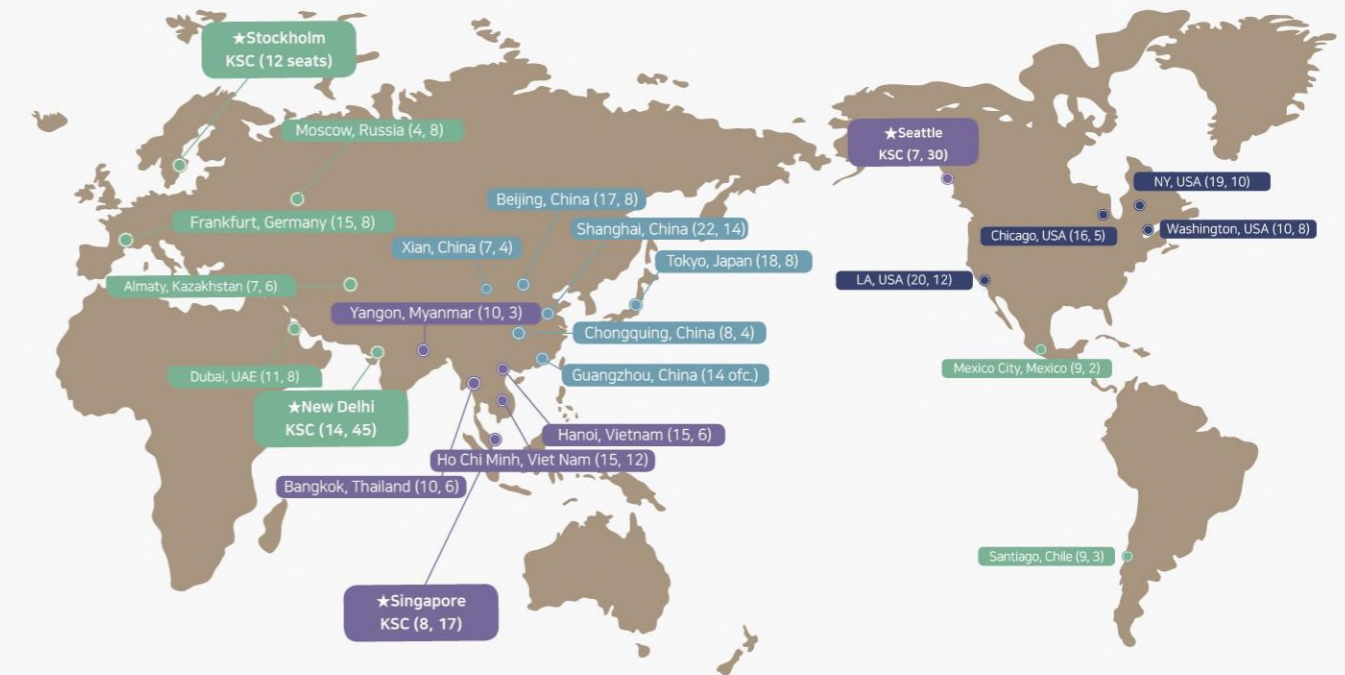 ★Stockholm
KSC (12 seats)
Moscow, Russia (4, 8)
★Seattle
KSC (7, 30)
NY, USA (19, 10)
Beijing, China (17, 8)
Frankfurt, Germany (15, 8)
Shanghai, China (22, 14)
Washington, USA (10, 8)
Chicago, USA (16, 5)
Xian, China (7, 4)
Tokyo, Japan (18, 8)
LA, USA (20, 12)
Almaty, Kazakhstan (7, 6)
Yangon, Myanmar (10, 3)
Chongquing, China (8, 4)
Mexico City, Mexico (9, 2)
Dubai, UAE (11, 8)
Guangzhou, China (14 ofc.)
★New Delhi
KSC (14, 45)
Hanoi, Vietnam (15, 6)
Ho Chi Minh, Viet Nam (15, 12)
Bangkok, Thailand (10, 6)
Santiago, Chile (9, 3)
★Singapore
KSC (8, 17)